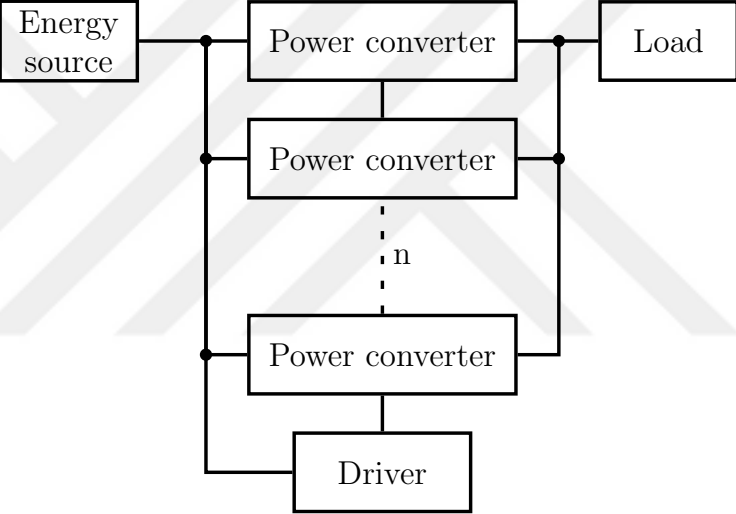 Energy
source
Power converter
Load
Power converter
n
Power converter
Driver